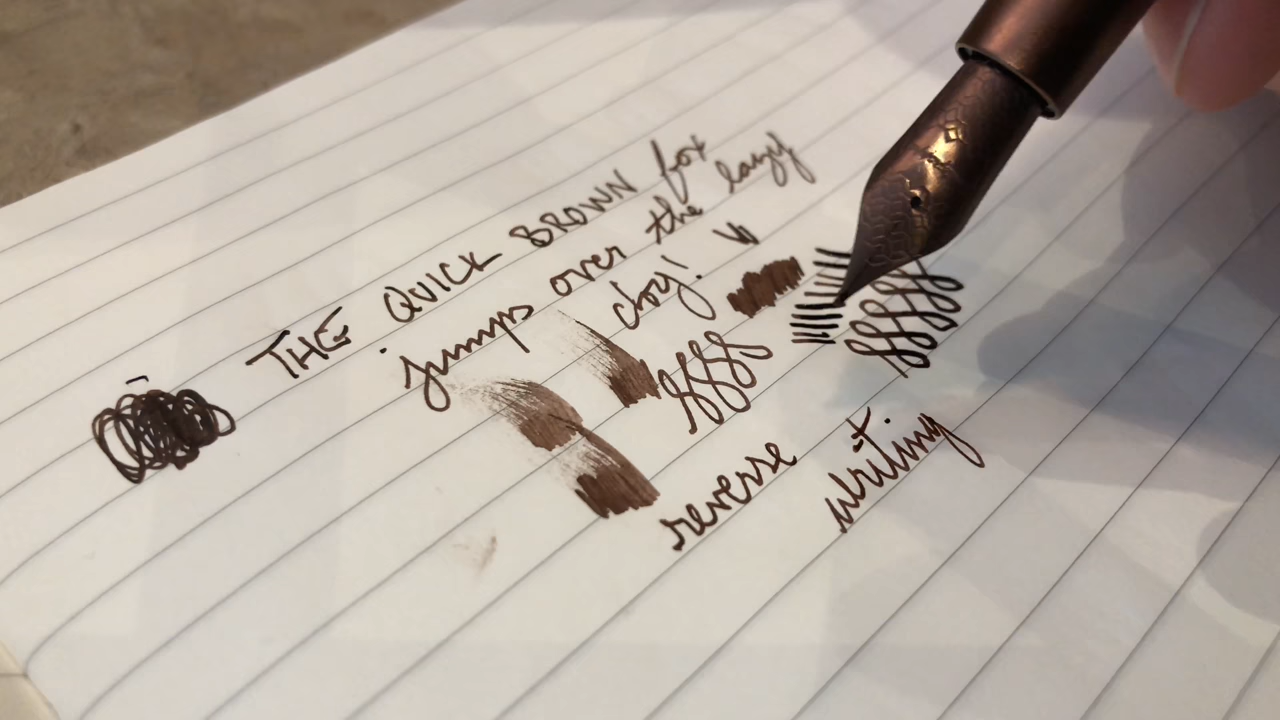 THE QUICK BROWN fox
jumps over the lazy
dog!
reverse writing